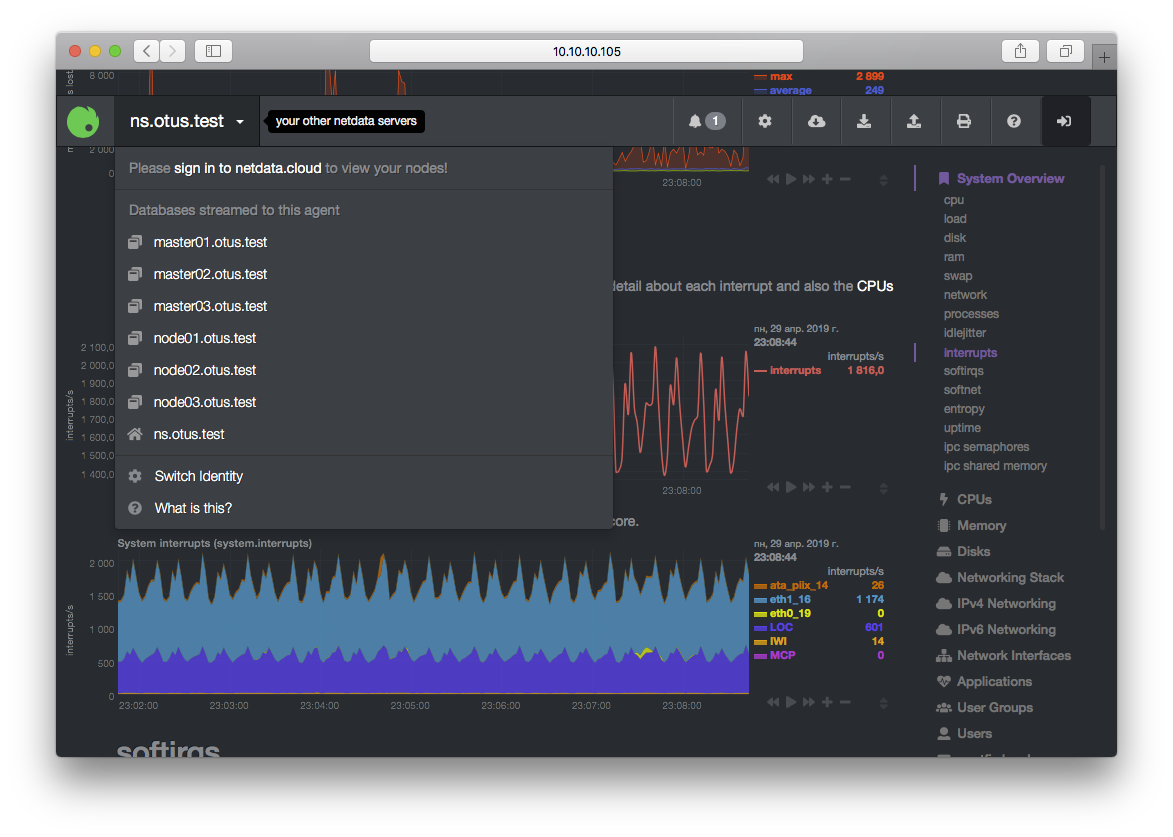 10.10.10.105
s lost
8 000
max 2 899
average 249
ns.otus.test
your other netdata servers
1
2 000
0
23:08:00
Please sign in to netdata.cloud to view your nodes!
Databases streamed to this agent
master01.otus.test
master02.otus.test
master03.otus.test
node01.otus.test
node02.otus.test
node03.otus.test
ns.otus.test
Switch Identity
What is this?
detail about each interrupt and also the CPUs
interrupts/s
2 100,0
2 000,0
1 900,0
1 800,0
1 700,0
1 600,0
1 500,0
1 400,0
23:08:00
пн, 29 апр. 2019 г.
23:08:44
interrupts/s
interrupts 1 816,0
core.
System interrupts (system.interrupts)
interrupts/s
2 000
1 500
1 000
500
0
23:02:00 23:03:00 23:04:00 23:05:00 23:06:00 23:07:00 23:08:00
пн, 29 апр. 2019 г.
23:08:44
interrupts/s
ata_piix_14 26
eth1_16 1 174
eth0_19 0
LOC 601
IWI 14
MCP 0
softirqs
System Overview
cpu
load
disk
ram
swap
network
processes
idlejitter
interrupts
softirqs
softnet
entropy
uptime
ipc semaphores
ipc shared memory
CPUs
Memory
Disks
Networking Stack
IPv4 Networking
IPv6 Networking
Network Interfaces
Applications
User Groups
Users